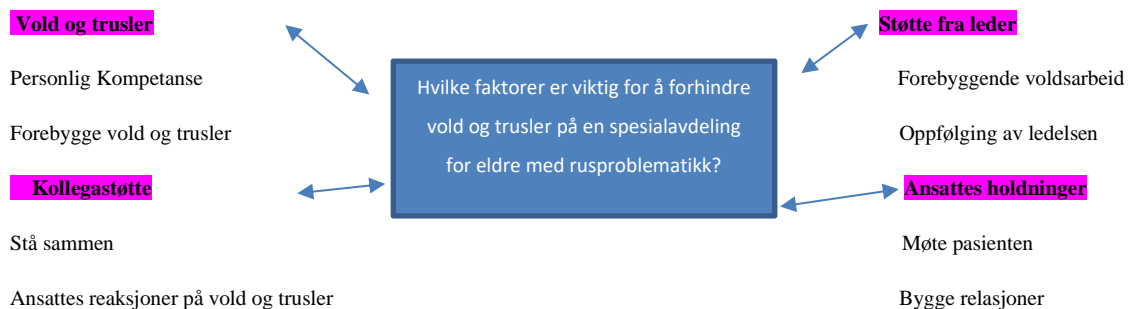 Vold og trusler
Personlig Kompetanse
Forebygge vold og trusler
Kollegastøtte
Stå sammen
Ansattes reaksjoner på vold og trusler
Hvilke faktorer er viktig for å forhindre
vold og trusler på en spesialavdeling
for eldre med rusproblematikk?
Støtte fra leder
Forebyggende voldsarbeid
Oppfølging av ledelsen
Ansattes holdninger
Møte pasienten
Bygge relasjoner